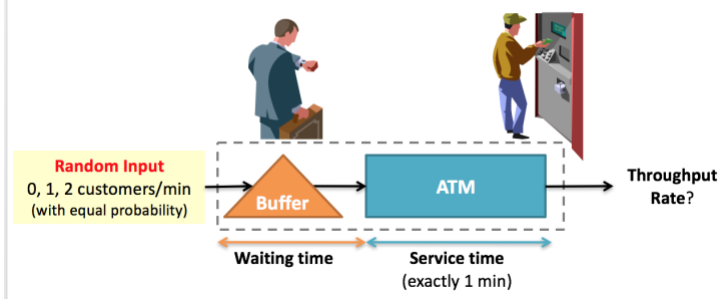 Random Input
0, 1, 2 customers/min
(with equal probability)
Buffer
ATM
Throughput
Rate?
Waiting time
Service time
(exactly 1 min)